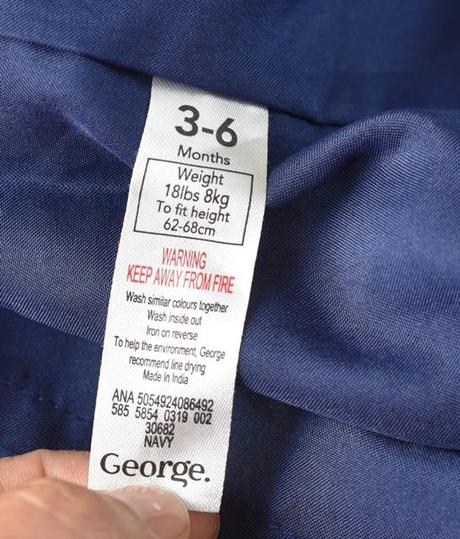 3-6
Months
Weight
18lbs 8kg
To fit height
62-68cm
WARNING
KEEP AWAY FROM FIRE
Wash similar colours together
Wash inside out
Iron on reverse
To help the environment, George
recommend line drying
Made In India
ANA 5054924086492
585 5854 0319 002
30682
NAVY
George.